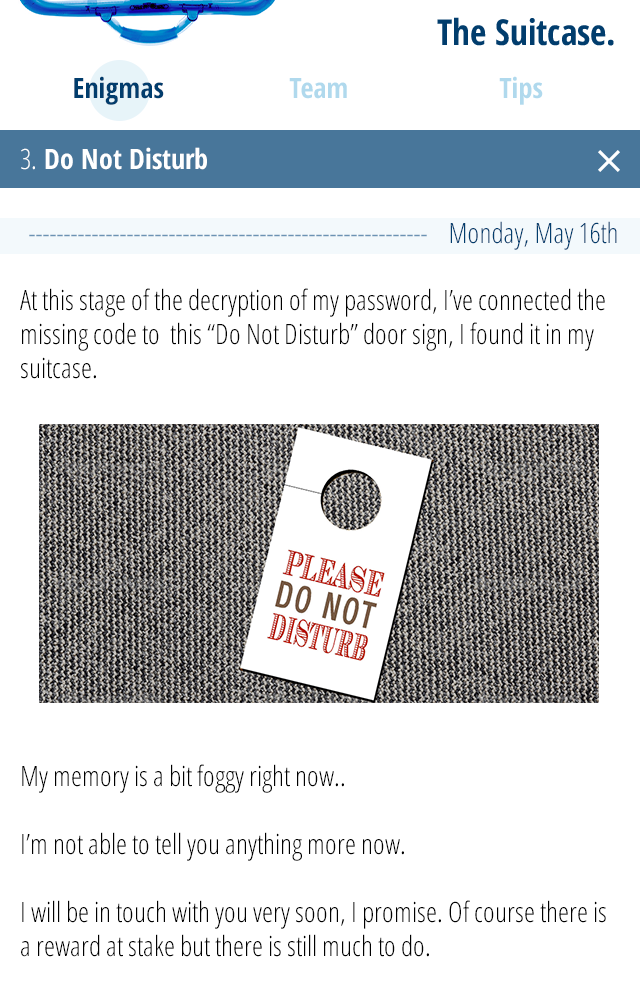 The Suitcase.
Enigmas Team Tips
3. Do Not Disturb
Monday, May 16th
At this stage of the decryption of my password, I’ve connected the
missing code to  this “Do Not Disturb” door sign, I found it in my
suitcase.
PLEASE
DO NOT
DISTURB
My memory is a bit foggy right now..
I’m not able to tell you anything more now.
I will be in touch with you very soon, I promise. Of course there is
a reward at stake but there is still much to do.